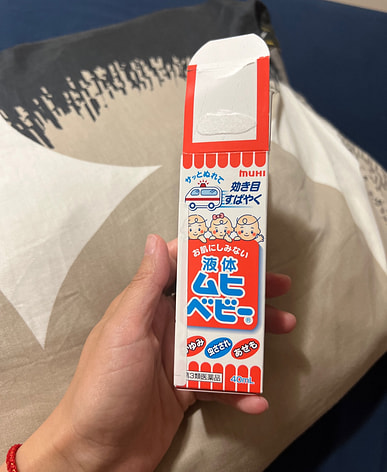 muHI
サッとぬれて
効き目
すばやく
お肌にしみない
液体
ムヒ
ベビー®
かゆみ
虫さされ
あせも
第3類医薬品
40mL